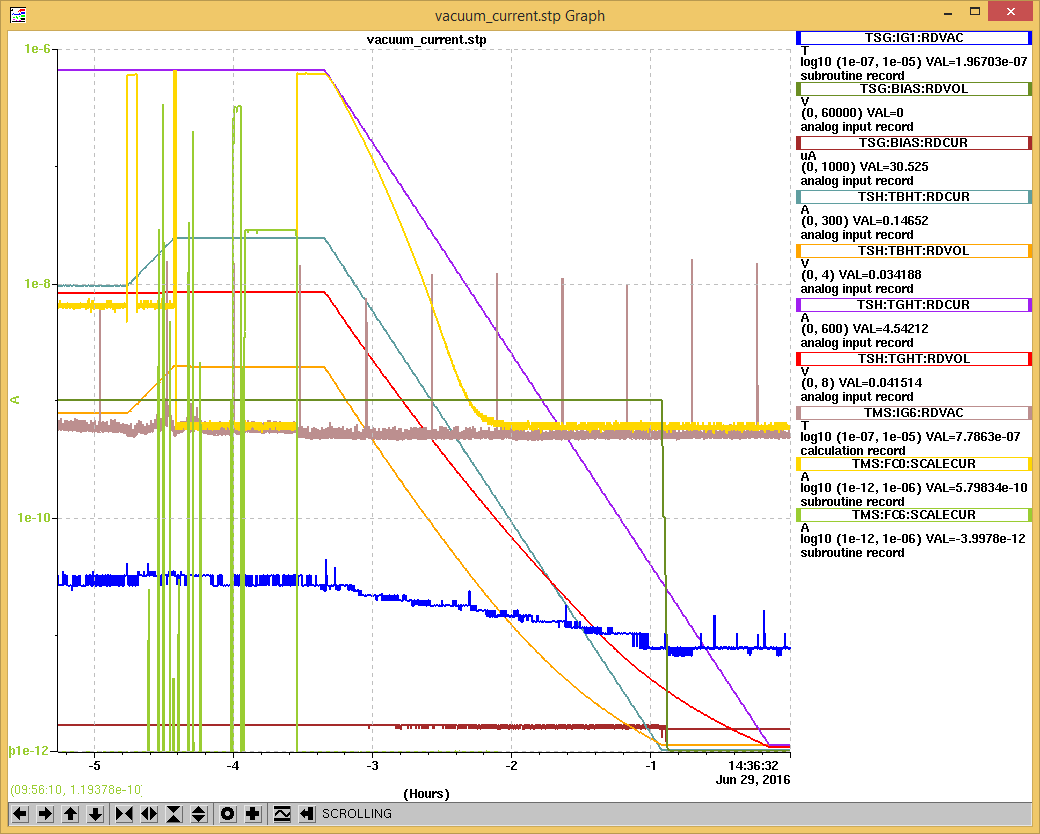 vacuum_current.stp Graph
vacuum_current.stp
1e-6
1e-8
A
1e-10
1e-12
-5
-4
-3
-2
-1
14:36:32
Jun 29, 2016
(Hours)
(09:56:10, 1.19378e-10)
TSG:IG1:RDVAC
T
log10 (1e-07, 1e-05) VAL=1.96703e-07
subroutine record
TSG:BIAS:RDVOL
V
(0, 60000) VAL=0
analog input record
TSG:BIAS:RDCUR
uA
(0, 1000) VAL=30.525
analog input record
TSH:TBHT:RDCUR
A
(0, 300) VAL=0.14652
analog input record
TSH:TBHT:RDVOL
V
(0, 4) VAL=0.034188
analog input record
TSH:TGHT:RDCUR
A
(0, 600) VAL=4.54212
analog input record
TSH:TGHT:RDVOL
V
(0, 8) VAL=0.041514
analog input record
TMS:IG6:RDVAC
T
log10 (1e-07, 1e-05) VAL=7.7863e-07
calculation record
TMS:FC0:SCALECUR
A
log10 (1e-12, 1e-06) VAL=5.79834e-10
subroutine record
TMS:FC6:SCALECUR
A
log10 (1e-12, 1e-06) VAL=-3.9978e-12
subroutine record
SCROLLING